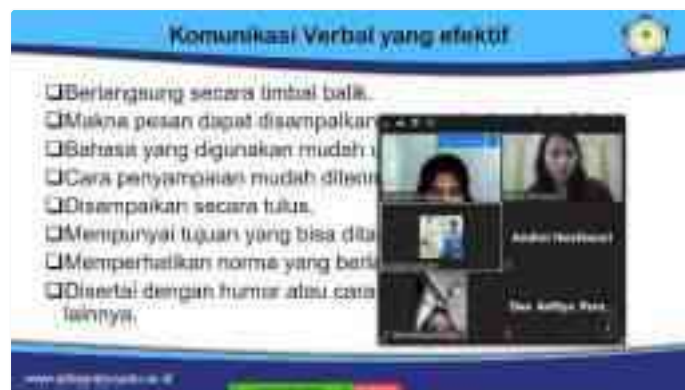 Komunikasi Verbal yang efektif
❑Berlangsung secara timbal balik.
❑Makna pesan dapat disampaikan
❑Bahasa yang digunakan mudah
❑Cara penyampaian mudah diterim
❑Disampaikan secara tulus.
❑Mempunyai tujuan yang bisa dita
❑Memperhatikan norma yang berla
❑Disertai dengan humor atau cara
lainnya.